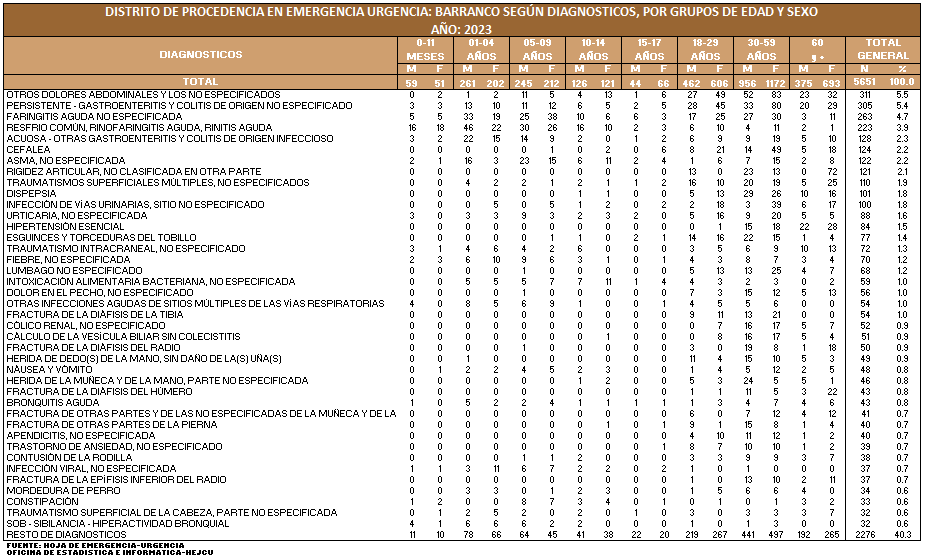 DISTRITO DE PROCEDENCIA EN EMERGENCIA URGENCIA: BARRANCO SEGÚN DIAGNOSTICOS, POR GRUPOS DE EDAD Y SEXO
AÑO: 2023
DIAGNOSTICOS 0-11 MESES 01-04 AÑOS 05-09 AÑOS 10-14 AÑOS 15-17 AÑOS 18-29 AÑOS 30-59 AÑOS 60 g + TOTAL GENERAL
M F M F M F M F M F M F M F M F N %
TOTAL 59 51 261 202 245 212 126 121 44 66 462 606 956 1172 375 693 5651 100.0
OTROS DOLORES ABDOMINALES Y LOS NO ESPECIFICADOS 0 2 1 2 11 5 4 13 1 6 27 49 52 83 23 32 311 5.5
PERSISTENTE - GASTROENTERITIS Y COLITIS DE ORIGEN NO ESPECIFICADO 3 3 13 10 11 12 6 5 2 5 28 45 33 80 20 29 305 5.4
FARINGITIS AGUDA NO ESPECIFICADA 5 5 33 19 25 38 6 6 3 6 17 25 27 30 3 11 263 4.7
RESFRIO COMÚN, RINOFARINGITIS AGUDA, RINITIS AGUDA 16 18 46 22 30 26 16 10 2 3 6 10 4 11 2 1 223 3.9
ACUOSA - OTRAS GASTROENTERITIS Y COLITIS DE ORIGEN INFECCIOSO 3 2 22 15 14 9 2 0 1 2 6 9 9 19 5 10 128 2.3
CEFALEA 0 0 0 0 1 0 0 2 0 6 8 21 14 49 5 18 124 2.2
ASMA, NO ESPECIFICADA 2 1 16 3 23 15 6 11 2 4 1 6 7 15 2 8 122 2.2
RIGIDEZ ARTICULAR, NO CLASIFICADA EN OTRA PARTE 0 0 0 0 0 0 0 0 0 0 13 0 23 13 0 72 121 2.1
TRAUMATISMOS SUPERFICIALES MÚLTIPLES, NO ESPECIFICADOS 0 0 4 2 2 1 2 1 1 2 16 10 20 19 5 25 110 1.9
DISPEPSIA 0 0 0 0 0 0 1 1 0 0 5 13 29 26 10 16 101 1.8
INFECCIÓN DE VÍAS URINARIAS, SITIO NO ESPECIFICADO 0 0 0 5 0 5 1 2 0 2 2 18 3 39 6 17 100 1.8
URTICARIA, NO ESPECIFICADA 3 0 3 3 9 3 2 3 2 0 5 16 9 20 5 5 88 1.6
HIPERTENSIÓN ESENCIAL 0 0 0 0 0 0 0 0 0 0 0 1 15 18 22 28 84 1.5
ESGUINCES Y TORCEDURAS DEL TOBILLO 0 0 0 0 0 1 1 0 2 1 14 16 22 15 1 4 77 1.4
TRAUMATISMO INTRACRANEAL, NO ESPECIFICADO 3 1 4 6 2 4 0 3 0 0 3 5 6 9 10 13 72 1.3
FIEBRE, NO ESPECIFICADA 2 3 6 10 9 6 3 1 0 1 4 3 8 7 3 4 70 1.2
LUMBAGO NO ESPECIFICADO 0 0 0 0 1 0 0 0 0 0 5 13 13 25 4 7 68 1.2
INTOXICACIÓN ALIMENTARIA BACTERIANA, NO ESPECIFICADA 0 0 5 5 5 7 7 11 1 4 4 3 2 3 0 2 59 1.0
DOLOR EN EL PECHO, NO ESPECIFICADO 0 0 0 0 1 0 0 0 0 0 7 3 15 12 5 13 56 1.0
OTRAS INFECCIONES AGUDAS DE SITIOS MÚLTIPLES DE LAS VÍAS RESPIRATORIAS 4 0 8 5 6 9 1 0 0 1 4 5 5 6 0 0 54 1.0
FRACTURA DE LA DIÁFISIS DE LA TIBIA 0 0 0 0 0 0 0 0 0 0 9 11 13 21 0 0 54 1.0
CÓLICO RENAL, NO ESPECIFICADO 0 0 0 0 0 0 0 0 0 0 0 7 16 17 5 7 52 0.9
CÁLCULO DE LA VESÍCULA BILIAR SIN COLECISTITIS 0 0 0 0 0 0 0 1 0 0 0 8 16 17 5 4 51 0.9
FRACTURA DE LA DIÁFISIS DEL RADIO 0 0 0 0 1 0 0 0 0 0 3 0 19 8 1 18 50 0.9
HERIDA DE DEDO(S) DE LA MANO, SIN DAÑO DE LA(S) UÑA(S) 0 0 1 0 0 0 0 0 0 0 11 4 15 10 5 3 49 0.9
NÁUSEA Y VÓMITO 0 1 2 2 4 5 2 3 0 0 1 4 5 12 2 5 48 0.8
HERIDA DE LA MUÑECA Y DE LA MANO, PARTE NO ESPECIFICADA 0 0 0 0 0 0 1 2 0 0 5 3 24 5 5 1 46 0.8
FRACTURA DE LA DIÁFISIS DEL HÚMERO 0 0 0 0 0 0 0 0 0 0 1 1 11 5 3 22 43 0.8
BRONQUITIS AGUDA 1 0 5 2 2 4 1 0 1 1 3 4 7 4 6 43 0.8
FRACTURA DE OTRAS PARTES Y DE LAS NO ESPECIFICADAS DE LA MUÑECA Y DE LA 0 0 0 0 0 0 0 0 0 0 6 0 7 12 4 12 41 0.7
FRACTURA DE OTRAS PARTES DE LA PIERNA 0 0 0 0 0 0 0 1 0 1 9 1 15 8 1 4 40 0.7
APENDICITIS, NO ESPECIFICADA 0 0 0 0 0 0 0 0 0 0 4 10 11 12 1 2 40 0.7
TRASTORNO DE ANSIEDAD, NO ESPECIFICADO 0 0 0 0 0 0 0 0 0 1 8 7 10 10 1 2 39 0.7
CONTUSIÓN DE LA RODILLA 0 0 0 0 1 1 2 0 0 0 3 3 9 9 3 7 38 0.7
INFECCIÓN VIRAL, NO ESPECIFICADA 1 1 3 11 6 7 2 2 0 0 0 1 2 1 0 0 37 0.7
FRACTURA DE LA EPÍFISIS INFERIOR DEL RADIO 0 0 0 0 0 0 0 0 0 0 1 0 13 10 2 11 37 0.7
MORDEDURA DE PERRO 0 0 3 3 0 1 2 3 0 0 1 5 6 6 4 0 34 0.6
CONSTIPACIÓN 1 2 0 0 8 7 3 4 0 0 1 0 1 3 1 2 33 0.6
TRAUMATISMO SUPERFICIAL DE LA CABEZA, PARTE NO ESPECIFICADA 0 1 2 5 2 0 0 0 2 0 3 0 3 3 5 6 32 0.6
SOB - SIBILANCIA - HIPERACTIVIDAD BRONQUIAL 4 1 6 6 6 2 2 0 0 0 0 0 0 3 1 1 32 0.6
RESTO DE DIAGNOSTICOS 11 10 78 66 64 45 41 38 22 20 219 267 441 497 192 265 2276 40.3
FUENTE: HOJA DE EMERGENCIA-URGENCIA
OFICINA DE ESTADISTICA E INFORMATICA-HEJCU